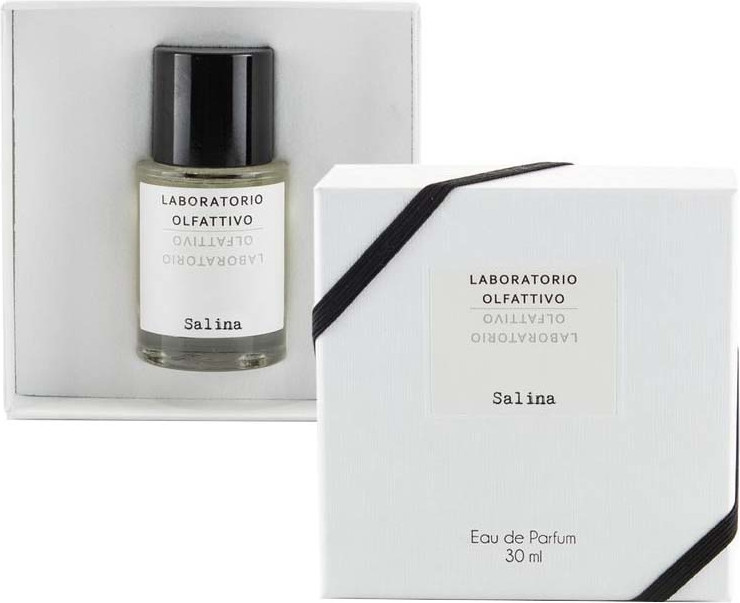 LABORATORIO
OLFATTIVO
OLFATTIVO
LABORATORIO
Salina
LABORATORIO
OLFATTIVO
OLFATTIVO
LABORATORIO
Salina
Eau de Parfum
30 ml